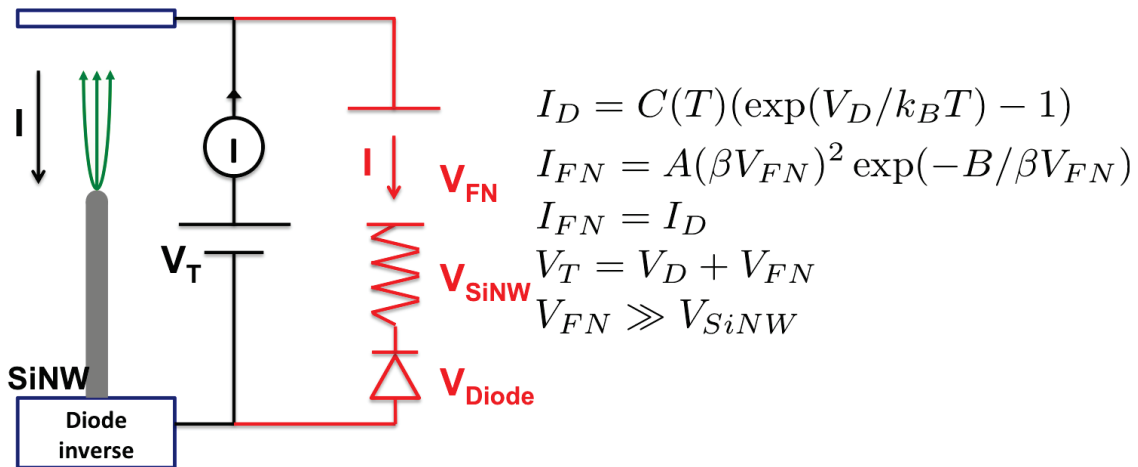 I
SiNW
Diode
inverse
I
V_T
I
V_FN
V_SiNW
V_Diode
I_D = C(T)(exp(V_D/k_BT) − 1)
I_FN = A(βV_FN)^2 exp(−B/βV_FN)
I_FN = I_D
V_T = V_D + V_FN
V_FN ≫ V_SiNW